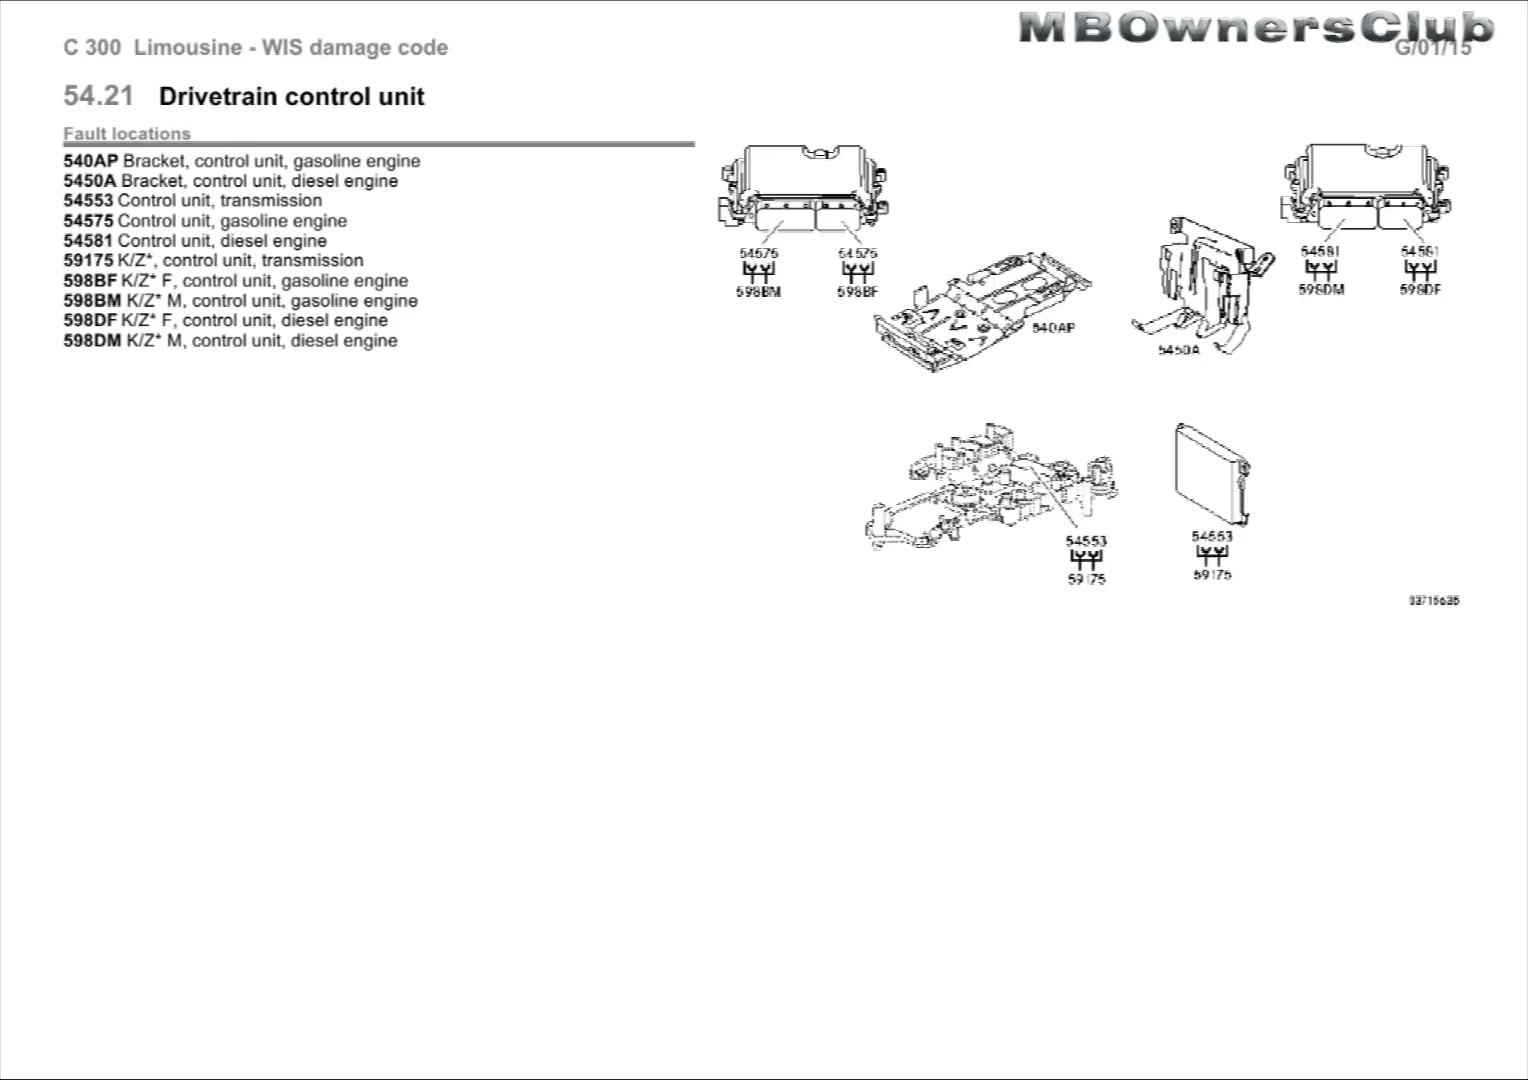 MBOwnersClub
C 300 Limousine - WIS damage code
G/01/15
54.21 Drivetrain control unit
Fault locations
540AP Bracket, control unit, gasoline engine
5450A Bracket, control unit, diesel engine
54553 Control unit, transmission
54575 Control unit, gasoline engine
54581 Control unit, diesel engine
59175 K/Z*, control unit, transmission
598BF K/Z* F, control unit, gasoline engine
598BM K/Z* M, control unit, gasoline engine
598DF K/Z* F, control unit, diesel engine
598DM K/Z* M, control unit, diesel engine
54575
54575
598BM
598BF
54581
54581
598DM
598DF
540AP
5450A
54553
59175
54553
59175